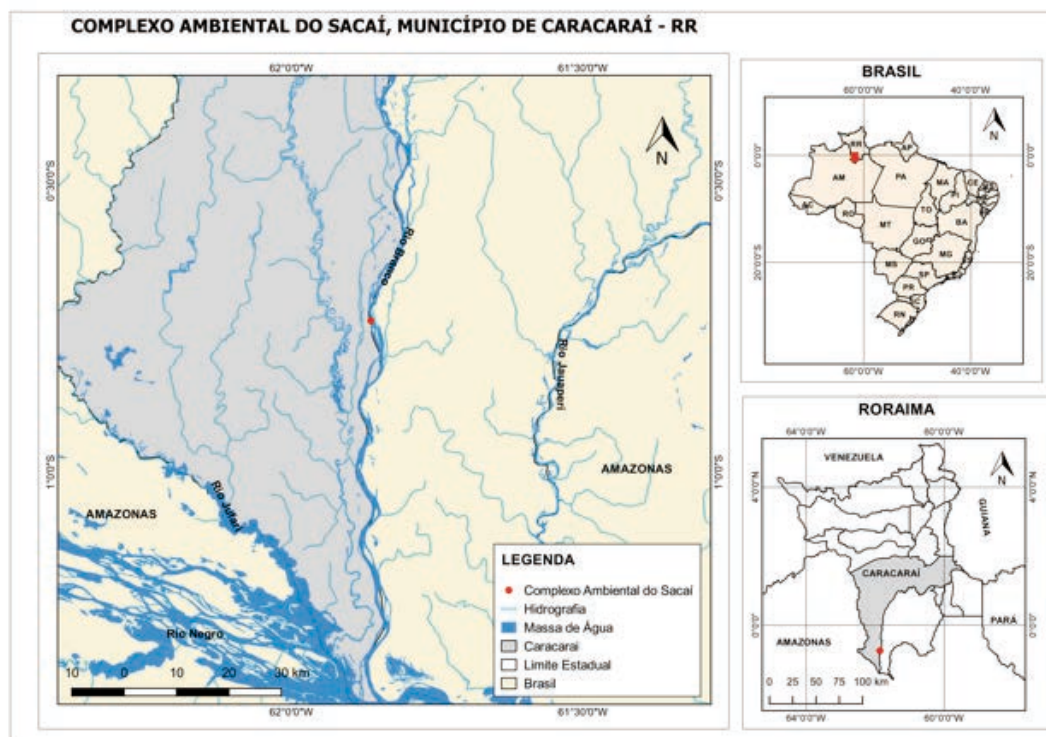 COMPLEXO AMBIENTAL DO SACAÍ, MUNICÍPIO DE CARACARAÍ - RR
62°0'0"W
61°30'0"W
0°30'0"S
0°30'0"S
1°0'0"S
1°0'0"S
N
Rio Branco
Rio Jauaperi
AMAZONAS
Rio Jufari
AMAZONAS
Rio Negro
10 0 10 20 30 km
62°0'0"W
61°30'0"W
LEGENDA
Complexo Ambiental do Sacaí
Hidrografia
Massa de Água
Caracarai
Limite Estadual
Brasil
BRASIL
60°0'0"W
40°0'0"W
N
0°0'0"
0°0'0"
20°0'0"S
20°0'0"S
RR
AP
AM
PA
MA
CE
PI
AC
RO
TO
BA
MT
GO
MG
MS
SP
PR
SC
RN
60°0'0"W
40°0'0"W
RORAIMA
64°0'0"W
60°0'0"W
VENEZUELA
N
4°0'0"N
4°0'0"N
GUIANA
CARACARAÍ
PARÁ
0°0'0"
0°0'0"
AMAZONAS
0 25 50 75 100 km
64°0'0"W
60°0'0"W